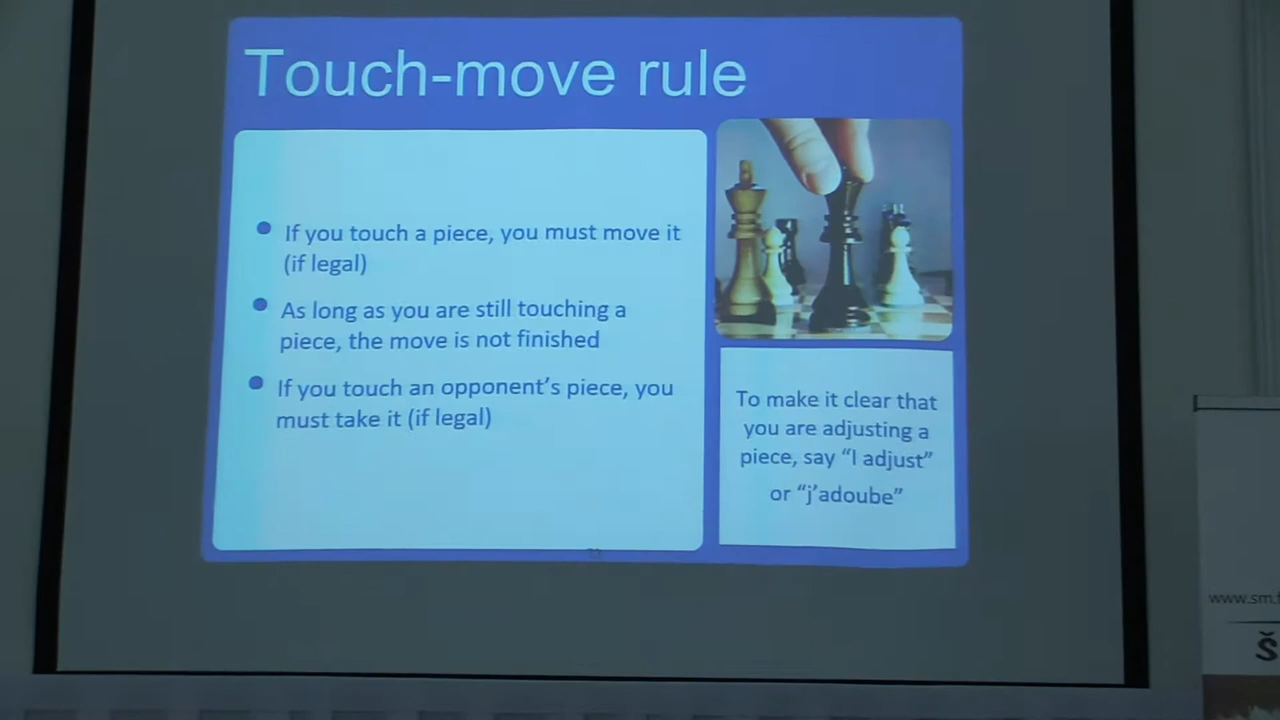 Touch-move rule
If you touch a piece, you must move it
(if legal)
As long as you are still touching a
piece, the move is not finished
If you touch an opponent's piece, you
must take it (if legal)
To make it clear that
you are adjusting a
piece, say “I adjust”
or “j'adoube”
www.sm.
Š